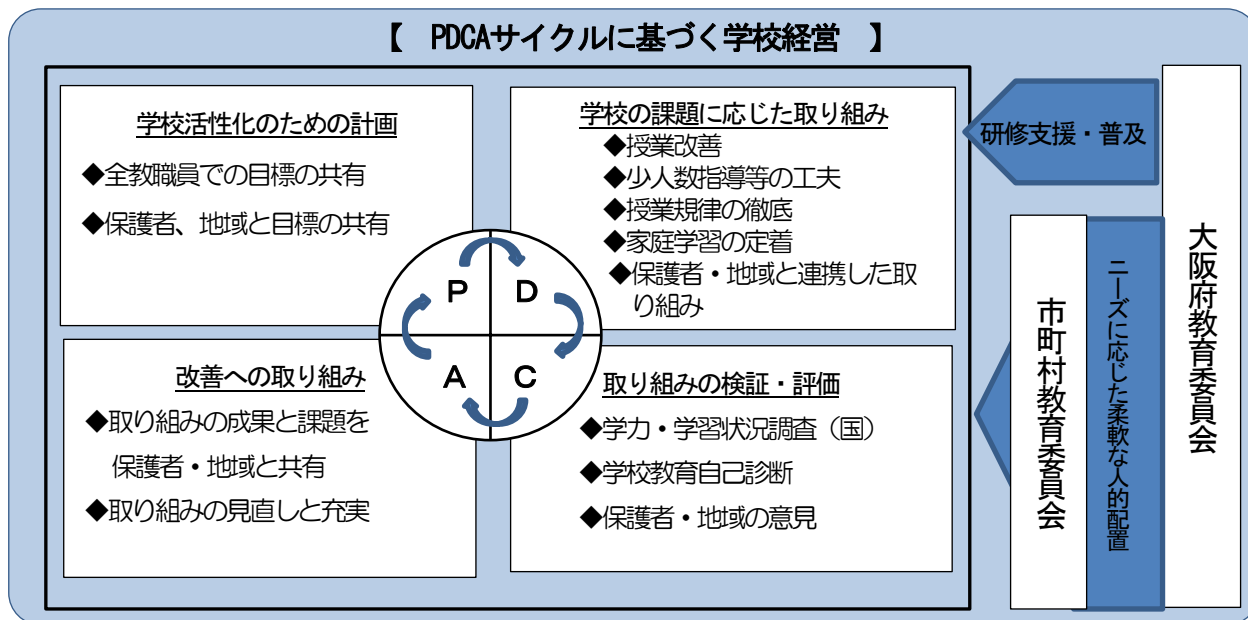 【 PDCAサイクルに基づく学校経営 】
学校活性化のための計画
◆全教職員での目標の共有
◆保護者、地域と目標の共有
学校の課題に応じた取り組み
◆授業改善
◆少人数指導等の工夫
◆授業規律の徹底
◆家庭学習の定着
◆保護者・地域と連携した取
り組み
P
D
A
C
改善への取り組み
◆取り組みの成果と課題を
保護者・地域と共有
◆取り組みの見直しと充実
取り組みの検証・評価
◆学力・学習状況調査（国）
◆学校教育自己診断
◆保護者・地域の意見
研修支援・普及
市町村教育委員会
ニーズに応じた柔軟な人的配置
大阪府教育委員会